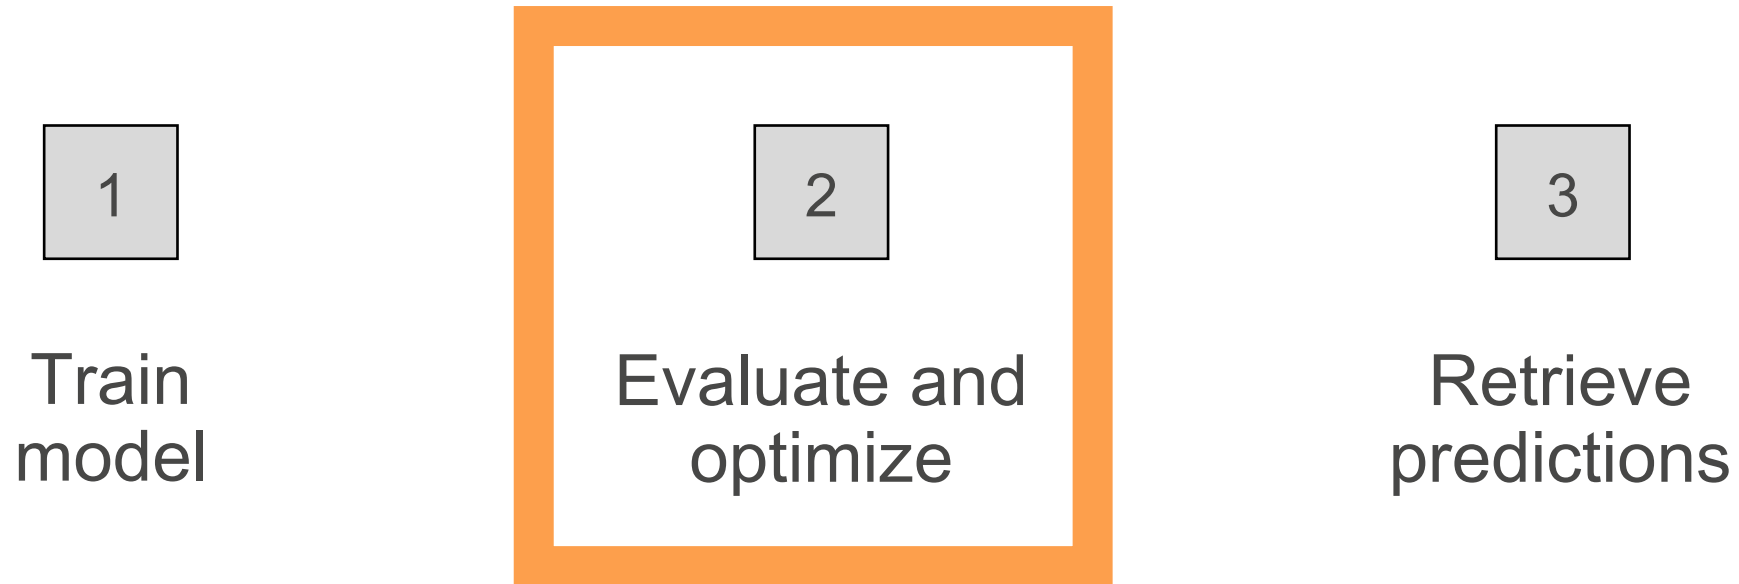 1
Train
model
2
Evaluate and
optimize
3
Retrieve
predictions